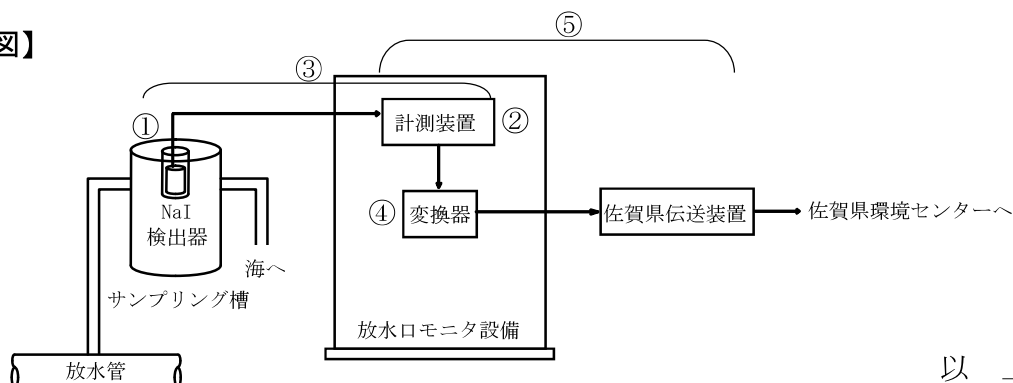 図】
⑤
③
①
計測装置
②
④
変換器
佐賀県伝送装置
佐賀県環境センターへ
NaI
検出器
海へ
サンプリング槽
放水口モニタ設備
放水管
以